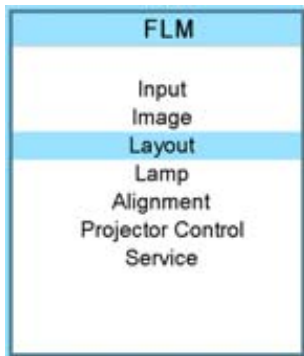 FLM
Input
Image
Layout
Lamp
Alignment
Projector Control
Service